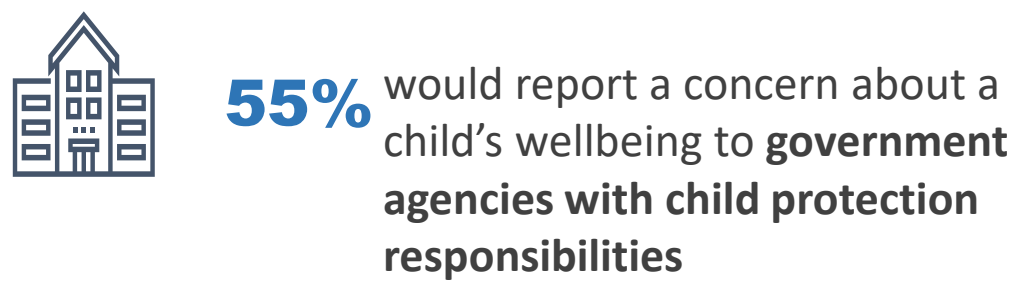 55% would report a concern about a
child’s wellbeing to government
agencies with child protection
responsibilities